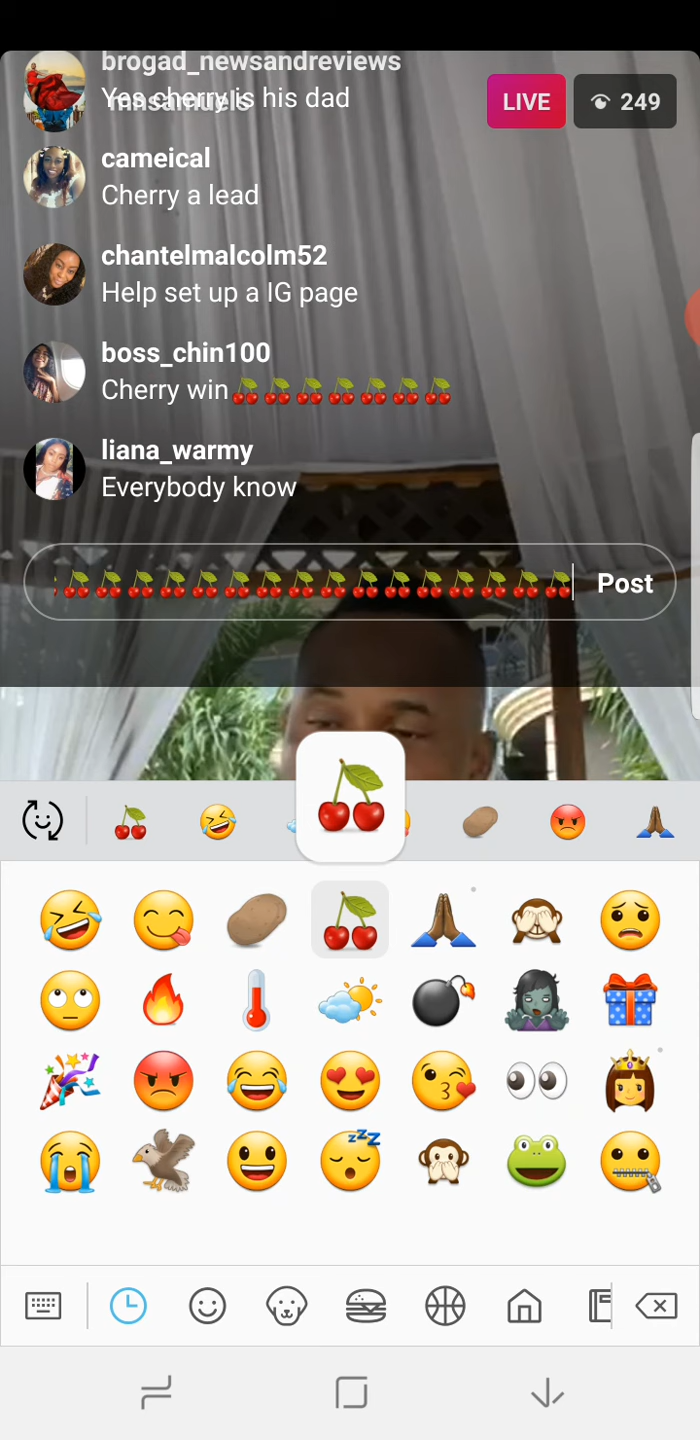 brogad_newsandreviews
Yes cherry is his dad
mnsamuels
LIVE
249
cameical
Cherry a lead
chantelmalcolm52
Help set up a IG page
boss_chin100
Cherry win🍒🍒🍒🍒🍒🍒🍒
liana_warmy
Everybody know
🍒🍒🍒🍒🍒🍒🍒🍒🍒🍒🍒🍒🍒🍒🍒🍒 Post